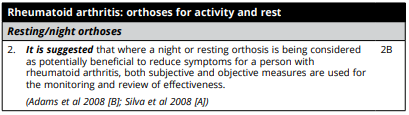 Rheumatoid arthritis: orthoses for activity and rest
Resting/night orthoses
2. It is suggested that where a night or resting orthosis is being considered 2B
as potentially beneficial to reduce symptoms for a person with
rheumatoid arthritis, both subjective and objective measures are used for
the monitoring and review of effectiveness.
(Adams et al 2008 [B]; Silva et al 2008 [A])